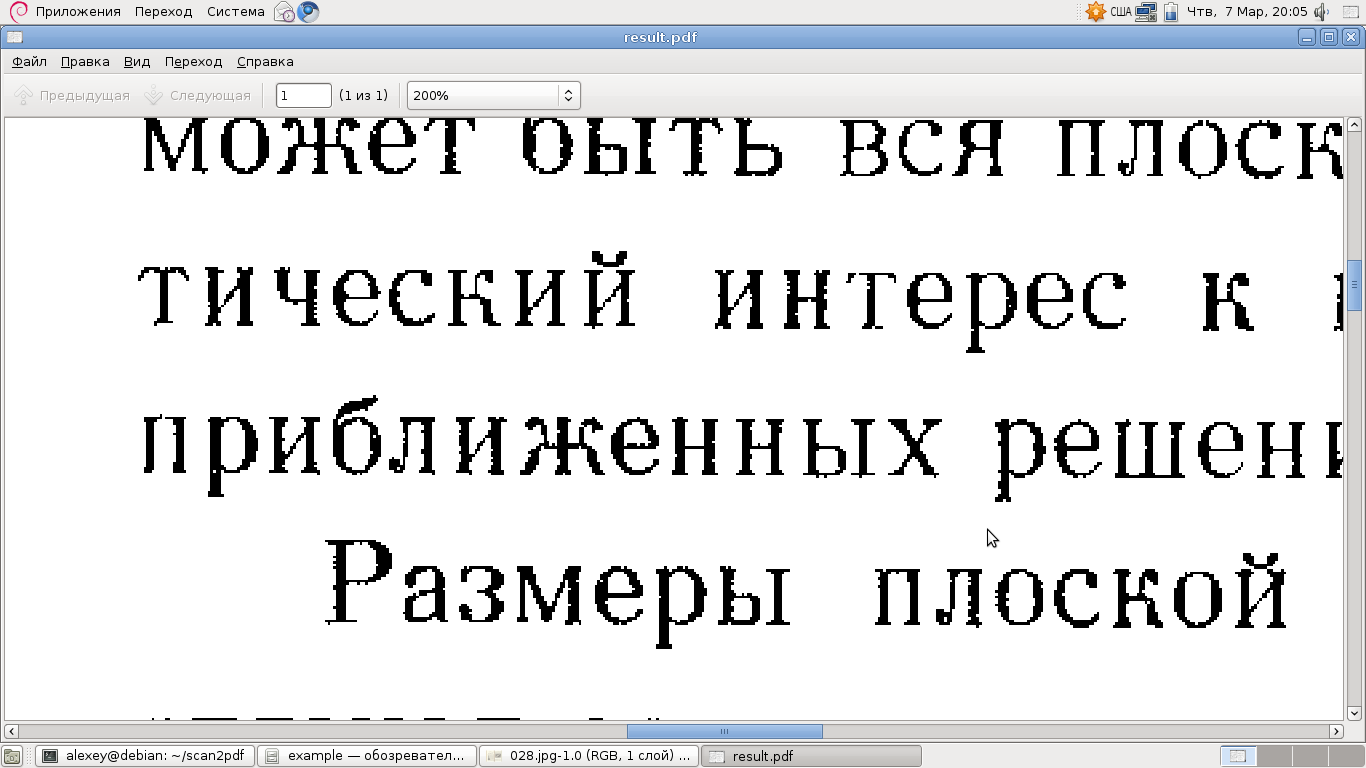 Приложения Переход Система США Чтв, 7 Мар, 20:05
result.pdf
Файл Правка Вид Переход Справка
Предыдущая Следующая 1 (1 из 1) 200%
может быть вся плоск
тический интерес к
приближенных решени
Размеры плоской
alexey@debian: ~/scan2pdf example — обозревател... 028.jpg-1.0 (RGB, 1 слой) ... result.pdf